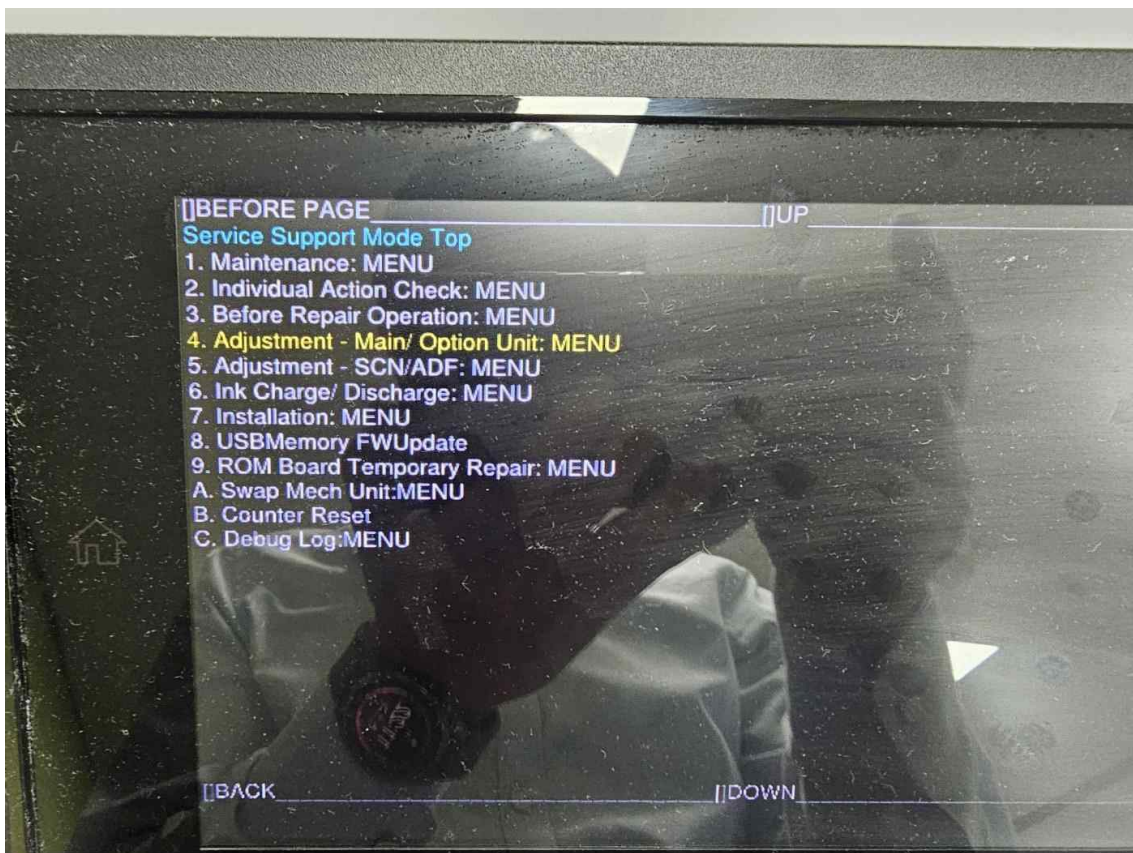 []BEFORE PAGE []UP
Service Support Mode Top
1. Maintenance: MENU
2. Individual Action Check: MENU
3. Before Repair Operation: MENU
4. Adjustment - Main/ Option Unit: MENU
5. Adjustment - SCN/ADF: MENU
6. Ink Charge/ Discharge: MENU
7. Installation: MENU
8. USBMemory FWUpdate
9. ROM Board Temporary Repair: MENU
A. Swap Mech Unit:MENU
B. Counter Reset
C. Debug Log:MENU
[]BACK []DOWN